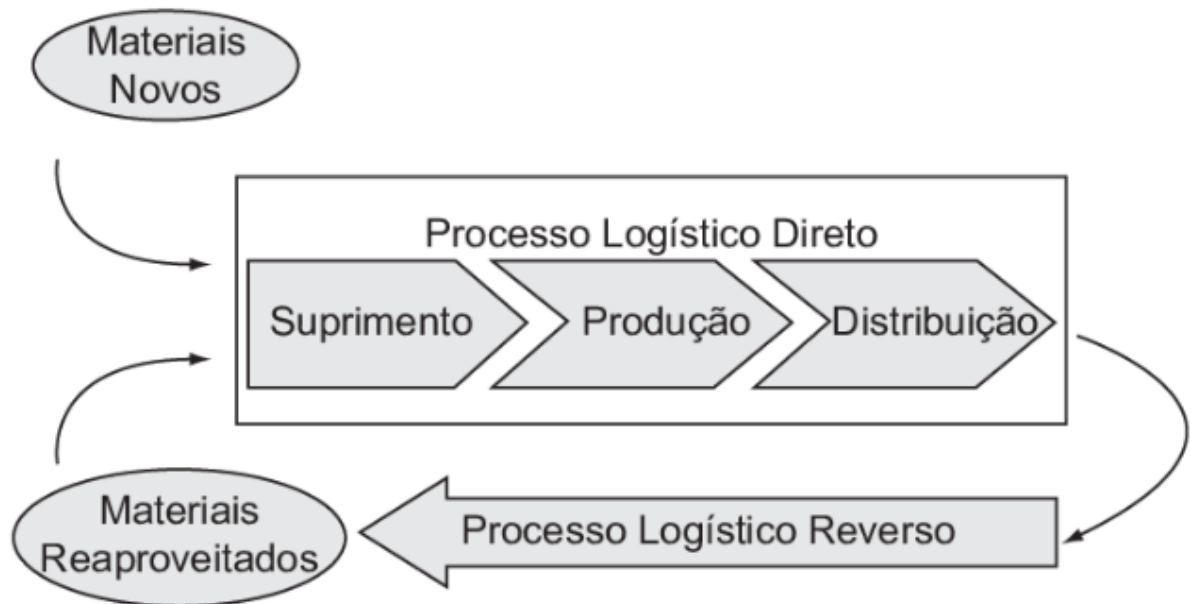 Materiais
Novos
Processo Logístico Direto
Suprimento
Produção
Distribuição
Materiais
Reaproveitados
Processo Logístico Reverso